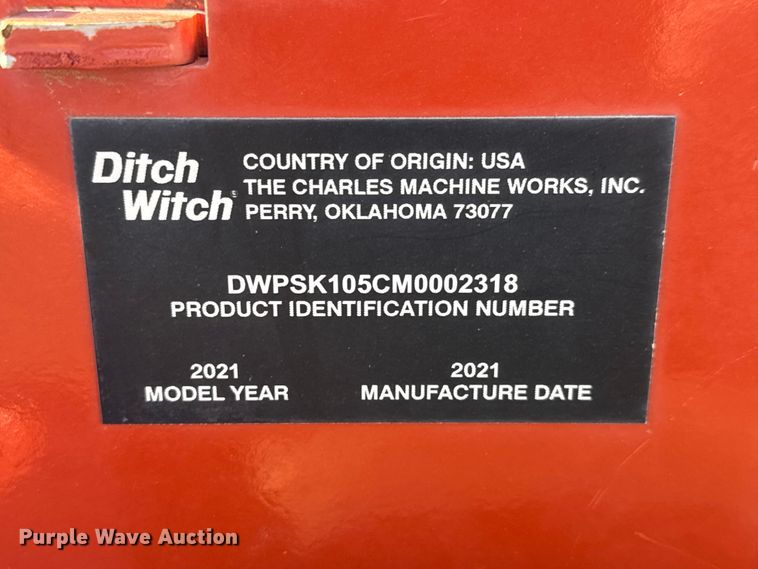 Ditch
Witch®
COUNTRY OF ORIGIN: USA
THE CHARLES MACHINE WORKS, INC.
PERRY, OKLAHOMA 73077
DWPSK105CM0002318
PRODUCT IDENTIFICATION NUMBER
2021
MODEL YEAR
2021
MANUFACTURE DATE
Purple Wave Auction